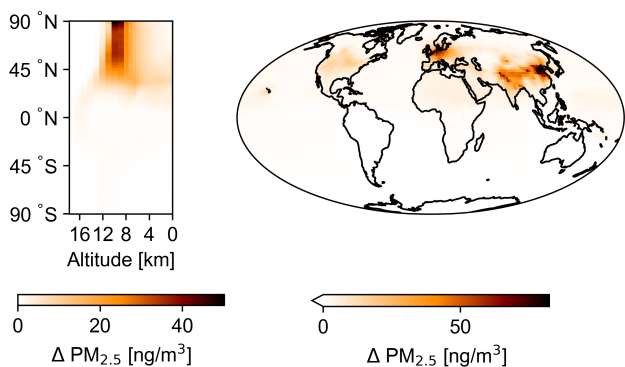 90 °N
45 °N
0 °N
45 °S
90 °S
16 12 8 4 0
Altitude [km]
0 20 40
Δ PM2.5 [ng/m³]
0 50
Δ PM2.5 [ng/m³]